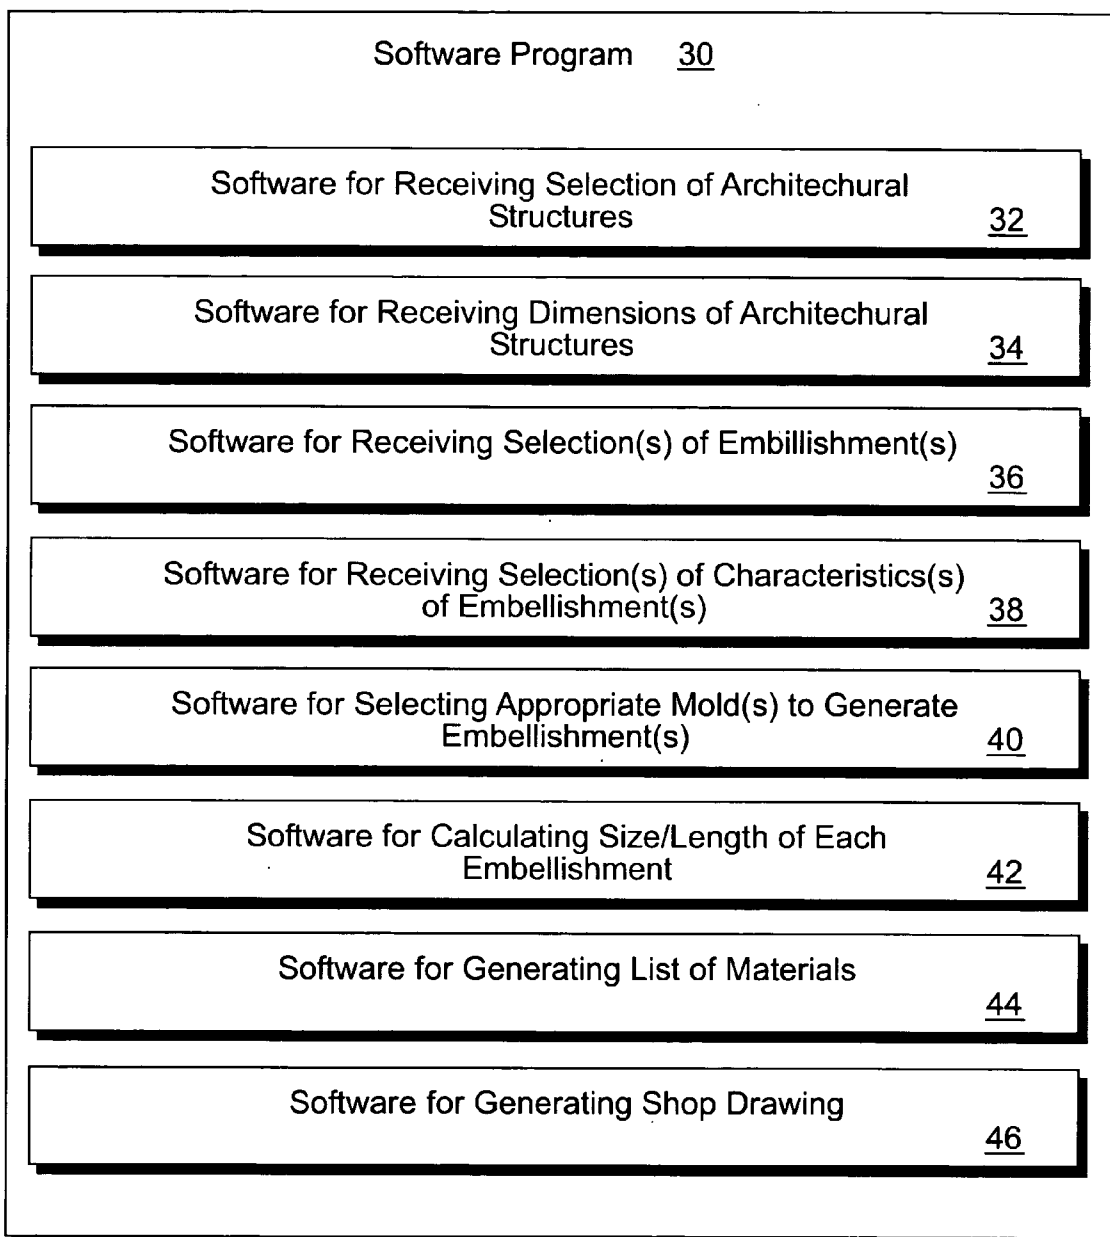 Software Program 30
Software for Receiving Selection of Architechural
Structures 32
Software for Receiving Dimensions of Architechural
Structures 34
Software for Receiving Selection(s) of Embillishment(s)
36
Software for Receiving Selection(s) of Characteristics(s)
of Embellishment(s) 38
Software for Selecting Appropriate Mold(s) to Generate
Embellishment(s) 40
Software for Calculating Size/Length of Each
Embellishment 42
Software for Generating List of Materials
44
Software for Generating Shop Drawing
46